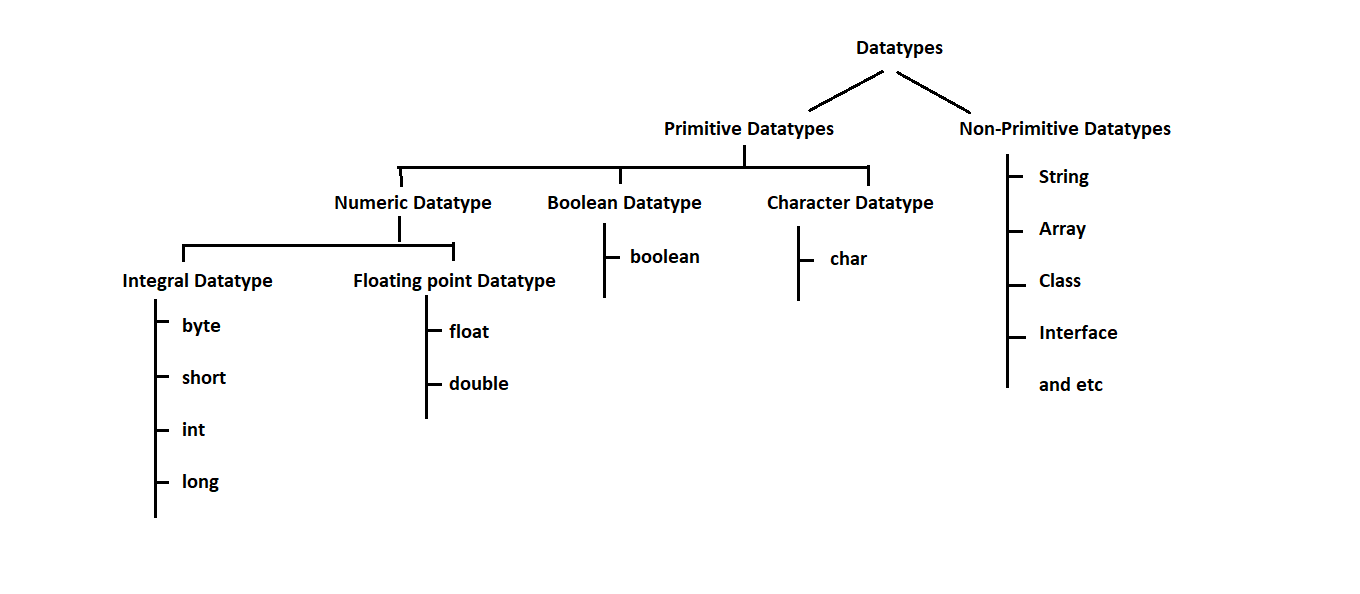 Datatypes
Primitive Datatypes
Non-Primitive Datatypes
Numeric Datatype
Boolean Datatype
Character Datatype
Integral Datatype
byte
short
int
long
Floating point Datatype
float
double
boolean
char
String
Array
Class
Interface
and etc